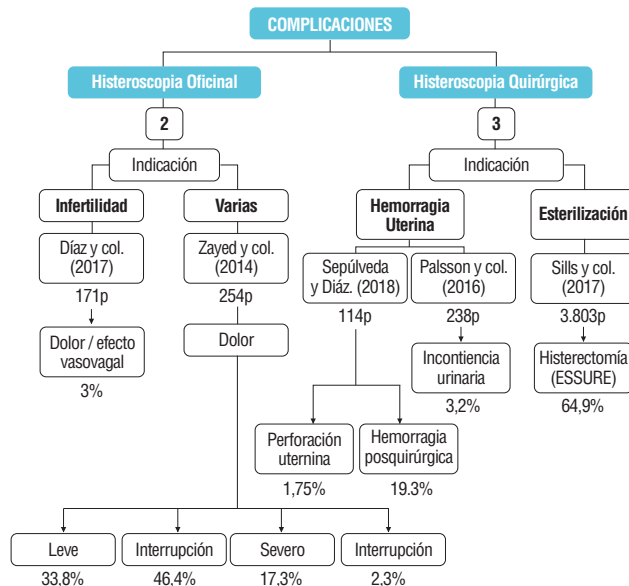 COMPLICACIONES
Histeroscopia Oficinal
Histeroscopia Quirúrgica
2
3
Indicación
Indicación
Infertilidad
Varias
Hemorragia
Uterina
Esterilización
Díaz y col.
(2017)
Zayed y col.
(2014)
Sepúlveda
y Diáz. (2018)
Palsson y col.
(2016)
Sills y col.
(2017)
171p
254p
114p
238p
3.803p
Dolor / efecto
vasovagal
Dolor
Incontiencia
urinaria
Histerectomía
(ESSURE)
3%
3,2%
64,9%
Perforación
uternina
Hemorragia
posquirúrgica
1,75%
19.3%
Leve
Interrupción
Severo
Interrupción
33,8%
46,4%
17,3%
2,3%